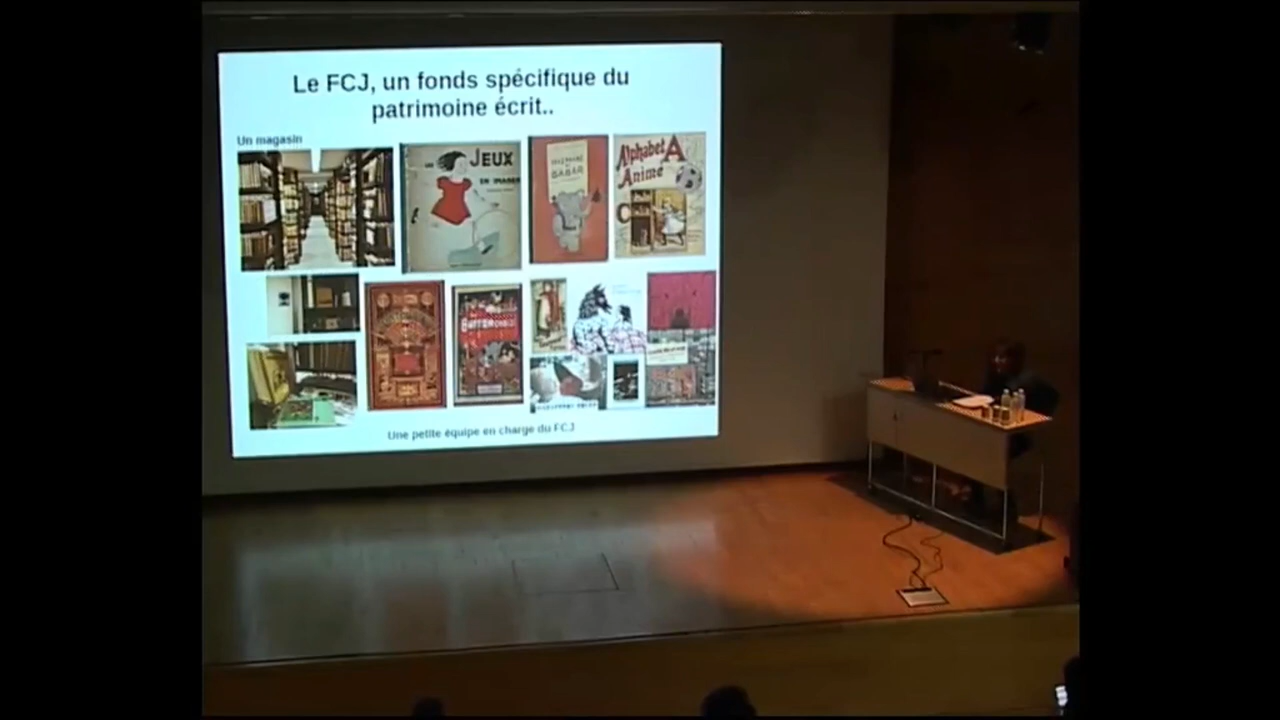 Le FCJ, un fonds spécifique du
patrimoine écrit..
Un magasin
JEUX
EN IMAGES
BABAR
Alphabet
Animé
Une petite équipe en charge du FCJ